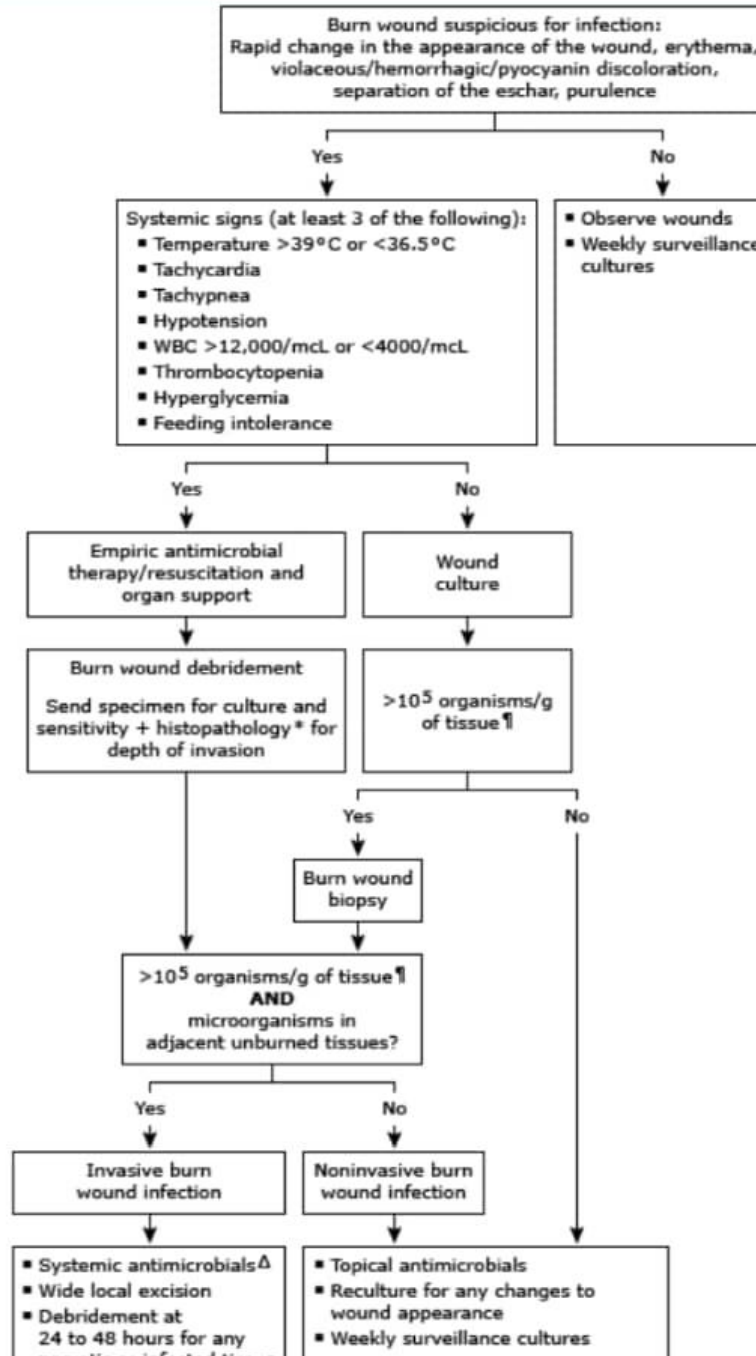 Burn wound suspicious for infection:
Rapid change in the appearance of the wound, erythema,
violaceous/hemorrhagic/pyocyanin discoloration,
separation of the eschar, purulence
Yes
No
Systemic signs (at least 3 of the following):
▪ Temperature >39°C or <36.5°C
▪ Tachycardia
▪ Tachypnea
▪ Hypotension
▪ WBC >12,000/mcL or <4000/mcL
▪ Thrombocytopenia
▪ Hyperglycemia
▪ Feeding intolerance
▪ Observe wounds
▪ Weekly surveillance
cultures
Yes
No
Empiric antimicrobial
therapy/resuscitation and
organ support
Wound
culture
Burn wound debridement
Send specimen for culture and
sensitivity + histopathology* for
depth of invasion
>10⁵ organisms/g
of tissue¶
Yes
No
Burn wound
biopsy
>10⁵ organisms/g of tissue¶
AND
microorganisms in
adjacent unburned tissues?
Yes
No
Invasive burn
wound infection
Noninvasive burn
wound infection
▪ Systemic antimicrobialsΔ
▪ Wide local excision
▪ Debridement at
24 to 48 hours for any
▪ Topical antimicrobials
▪ Reculture for any changes to
wound appearance
▪ Weekly surveillance cultures